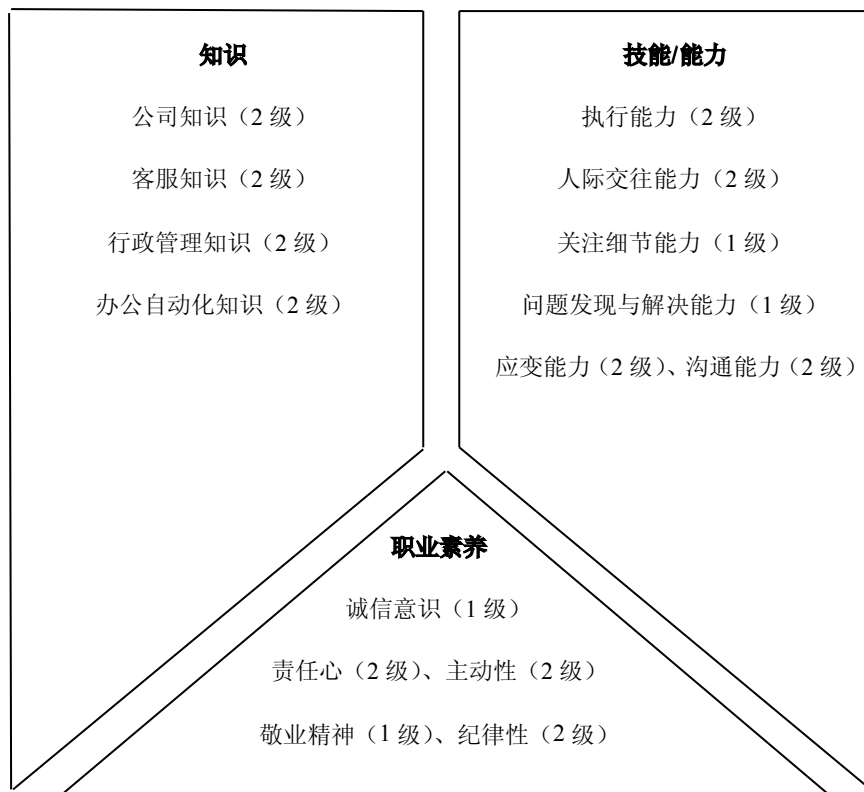 知识
公司知识（2 级）
客服知识（2 级）
行政管理知识（2 级）
办公自动化知识（2 级）
技能/能力
执行能力（2 级）
人际交往能力（2 级）
关注细节能力（1 级）
问题发现与解决能力（1 级）
应变能力（2 级）、沟通能力（2 级）
职业素养
诚信意识（1 级）
责任心（2 级）、主动性（2 级）
敬业精神（1 级）、纪律性（2 级）